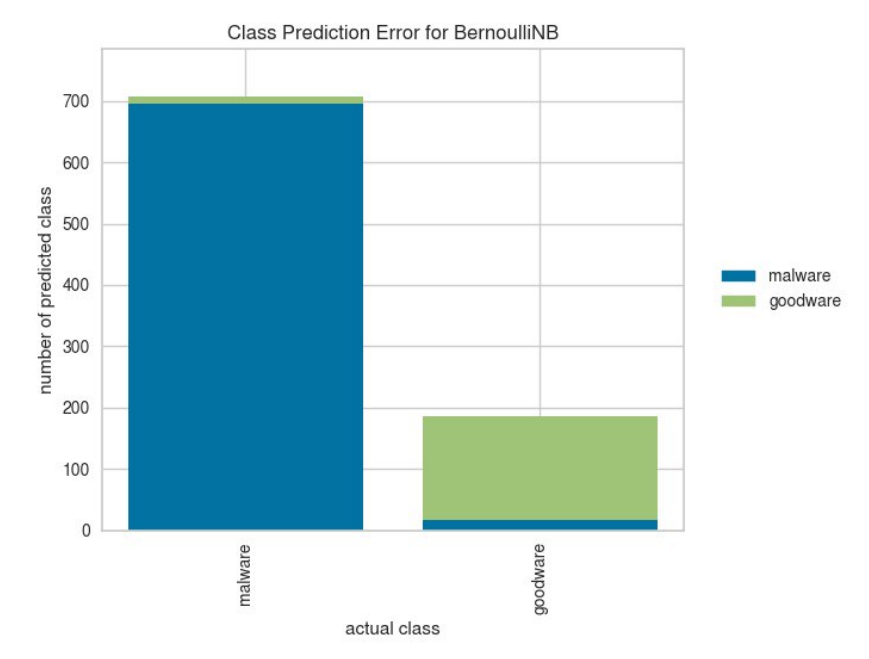 Class Prediction Error for BernoulliNB
number of predicted class
700
600
500
400
300
200
100
0
malware
goodware
actual class
malware
goodware